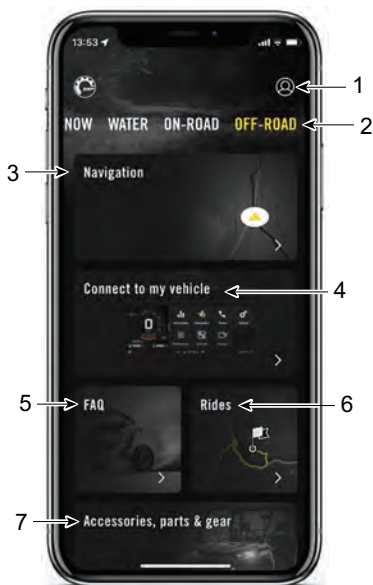 13:53
1
NOW WATER ON-ROAD OFF-ROAD
2
3
Navigation
Connect to my vehicle
4
0
5
FAQ
Rides
6
7
Accessories, parts & gear